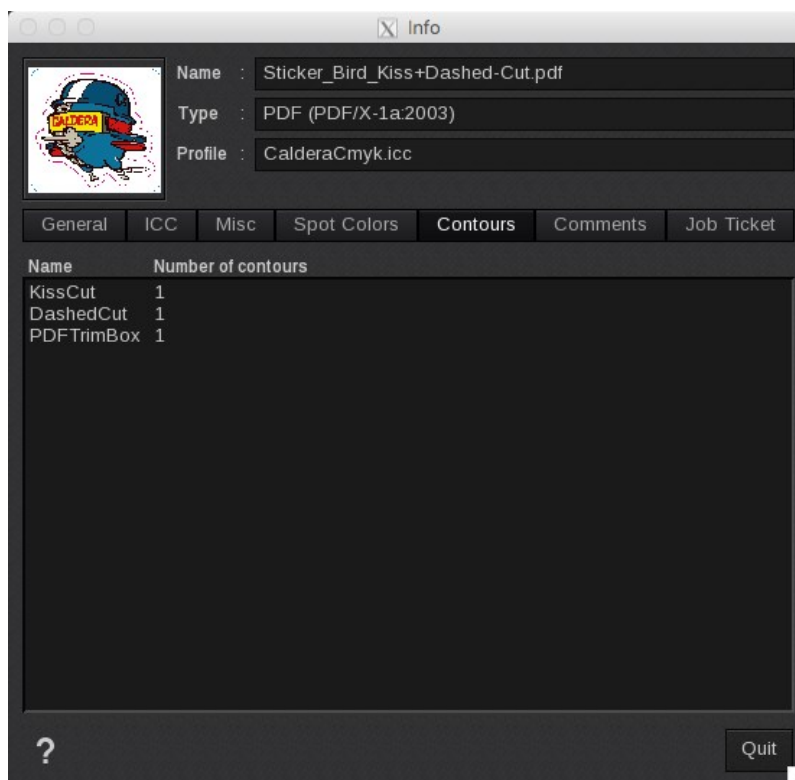 X Info
CALDERA
Name : Sticker_Bird_Kiss+Dashed-Cut.pdf
Type : PDF (PDF/X-1a:2003)
Profile : CalderaCmyk.icc
General ICC Misc Spot Colors Contours Comments Job Ticket
Name Number of contours
KissCut 1
DashedCut 1
PDFTrimBox 1
? Quit